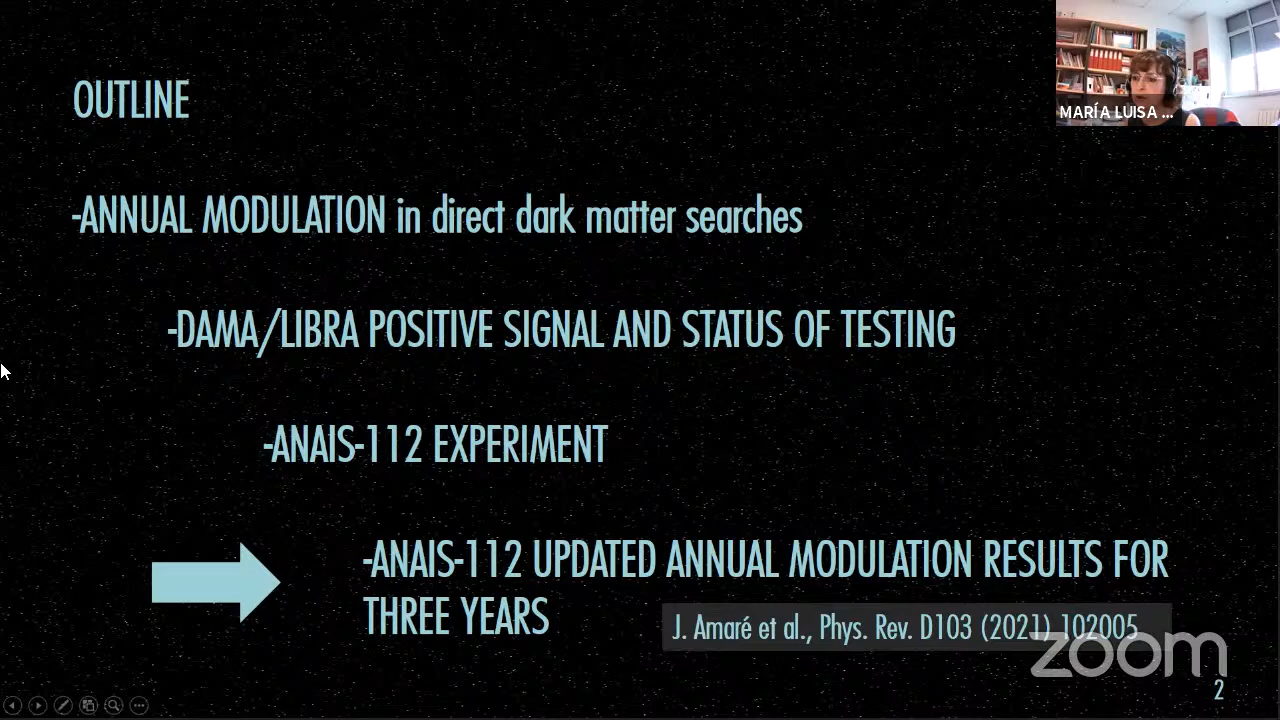 MARÍA LUISA ...
OUTLINE
-ANNUAL MODULATION in direct dark matter searches
-DAMA/LIBRA POSITIVE SIGNAL AND STATUS OF TESTING
-ANAIS-112 EXPERIMENT
-ANAIS-112 UPDATED ANNUAL MODULATION RESULTS FOR
THREE YEARS
J. Amaré et al., Phys. Rev. D103 (2021) 102005
zoom
2